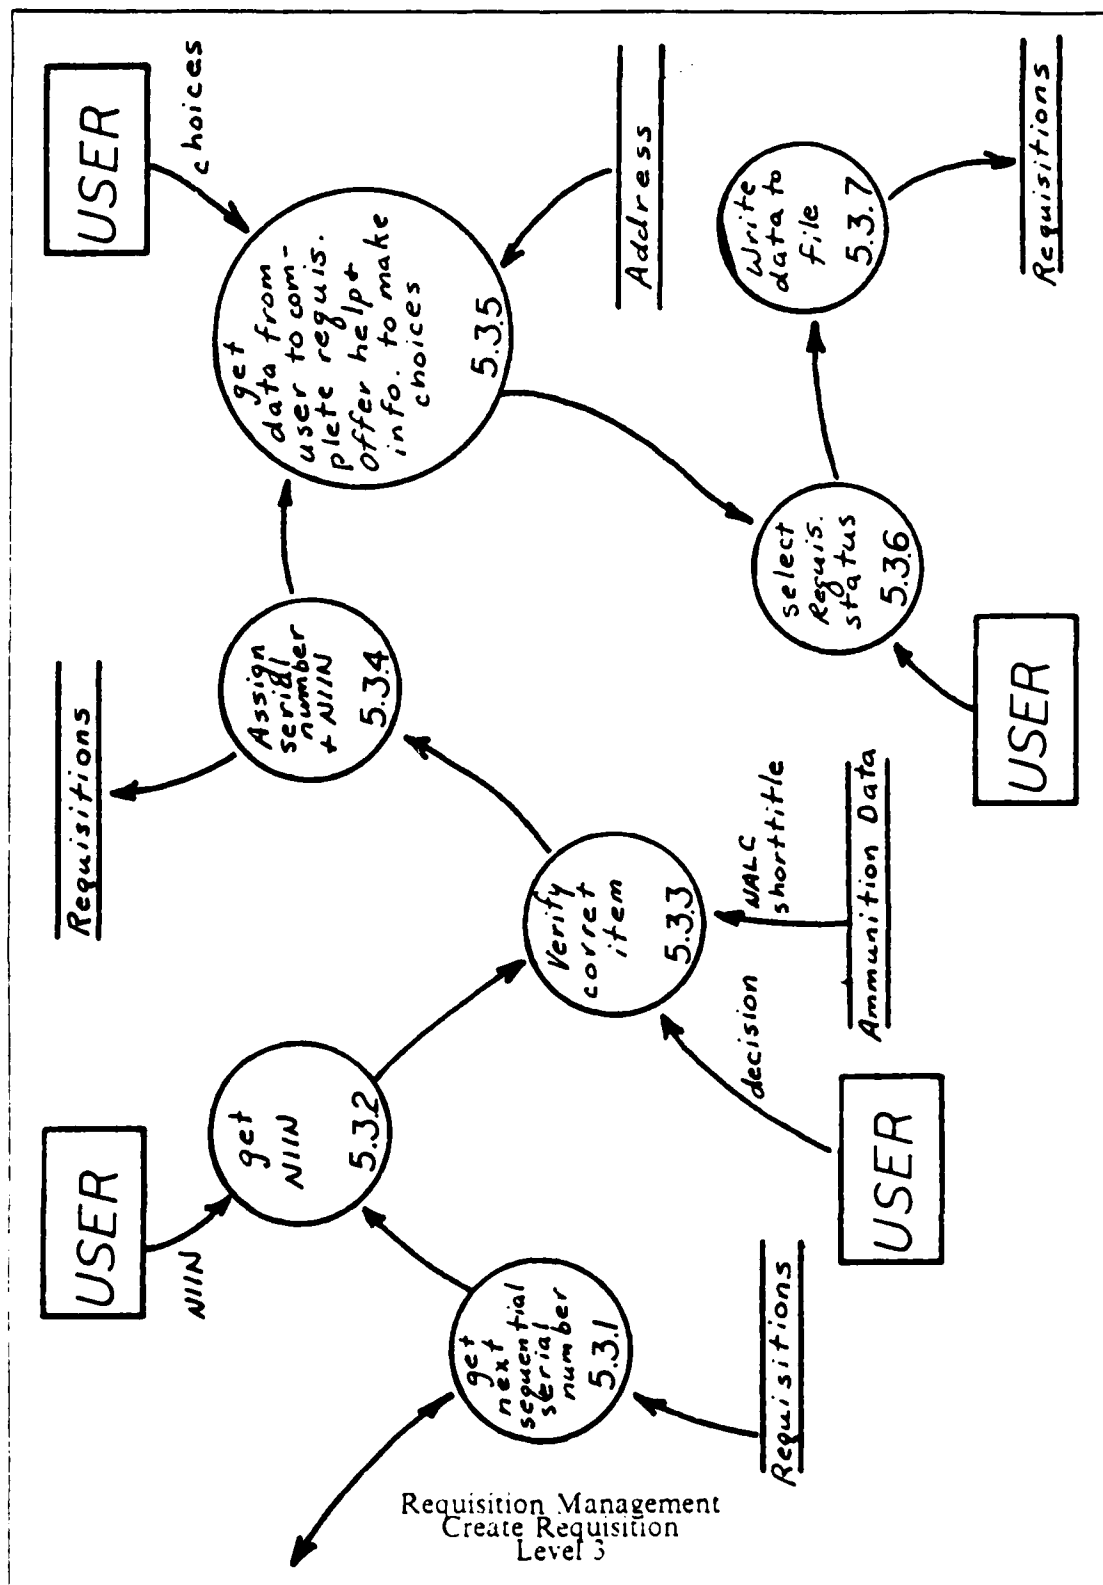 USER
NIIN
get
NIIN
5.3.2
get
next
sequential
serial
number
5.3.1
Requisitions
USER
decision
Verify
corret
item
5.3.3
NALC
shorttitle
Ammunition Data
Requisitions
Assign
serial
number
+ NIIN
5.3.4
USER
choices
get
data from
user to com-
plete requis.
Offer help+
info. to make
choices
5.3.5
Address
select
Requis.
status
5.3.6
USER
Write
data to
file
5.3.7
Requisitions
Requisition Management
Create Requisition
Level 3